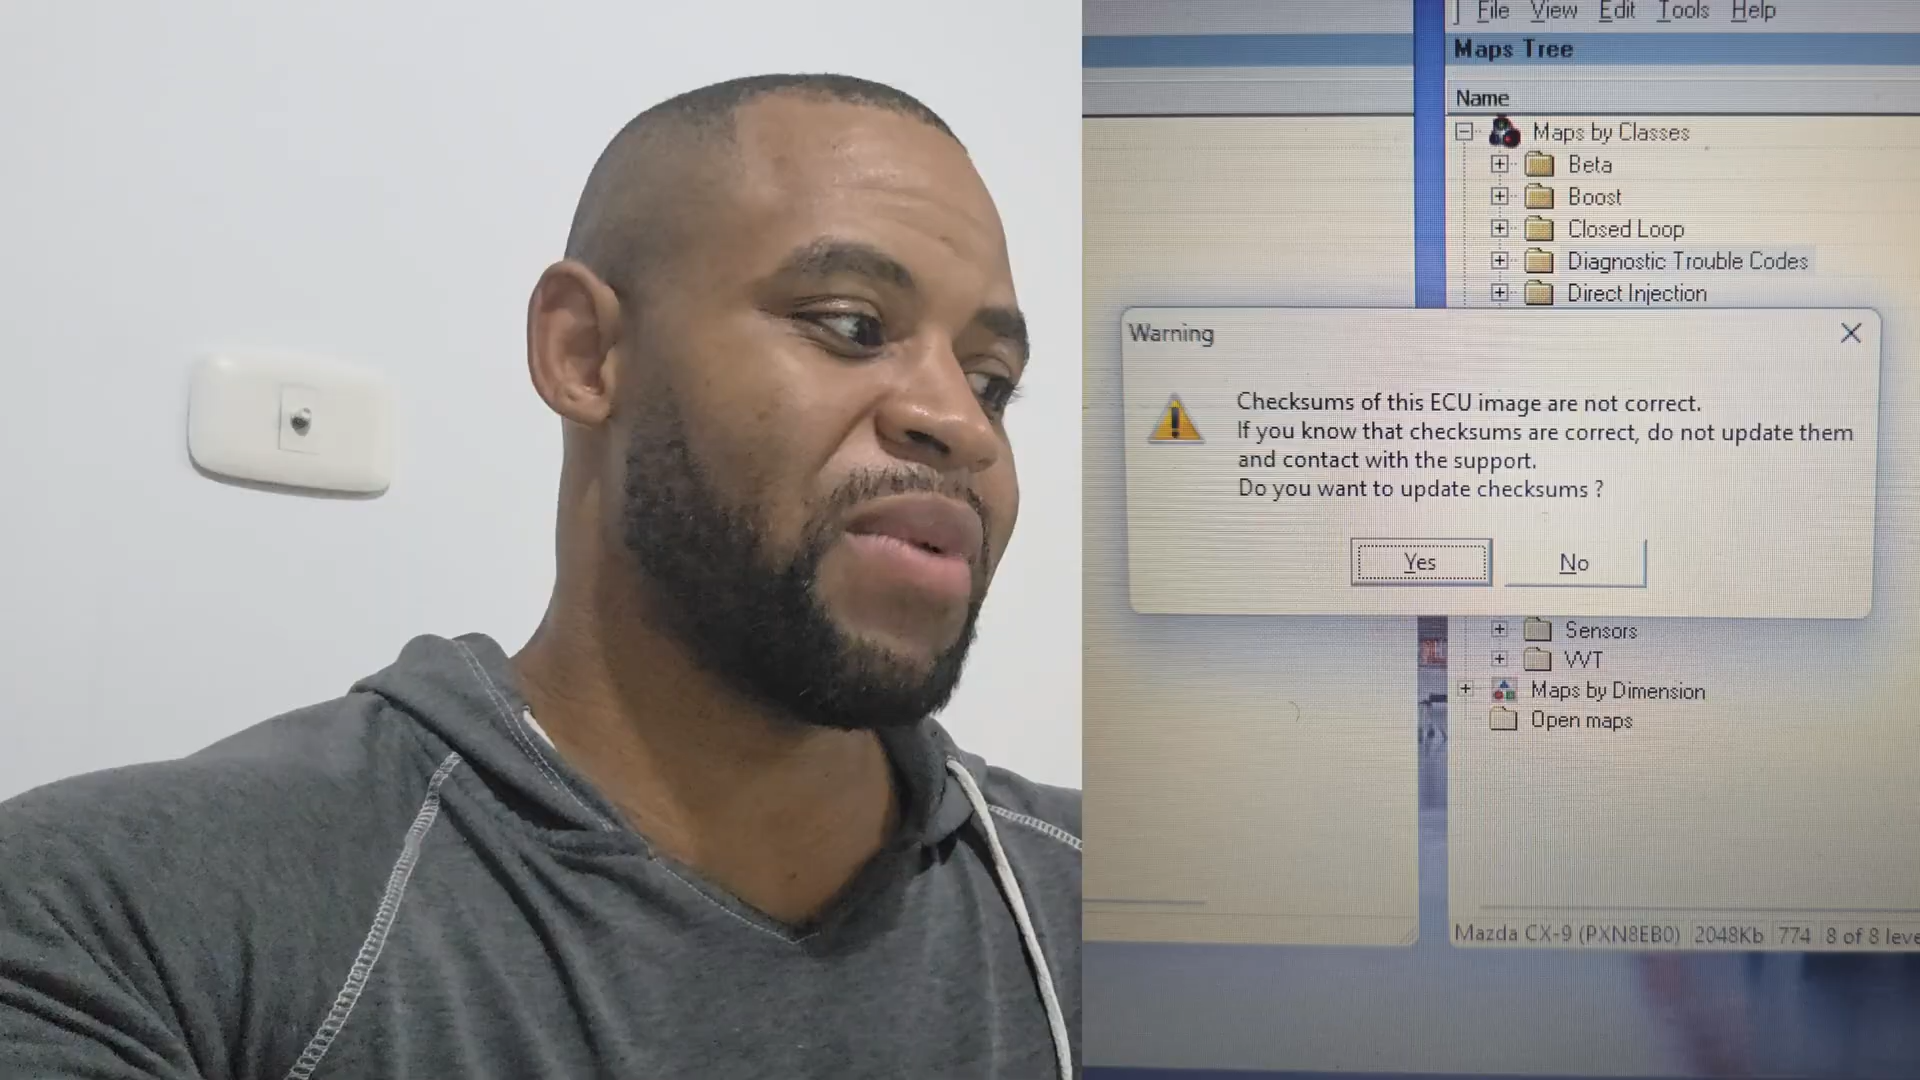 File View Edit Tools Help
Maps Tree
Name
Maps by Classes
Beta
Boost
Closed Loop
Diagnostic Trouble Codes
Direct Injection
Warning
Checksums of this ECU image are not correct.
If you know that checksums are correct, do not update them
and contact with the support.
Do you want to update checksums ?
Yes No
Sensors
VVT
Maps by Dimension
Open maps
Mazda CX-9 (PXN8EB0) 2048Kb 774 8 of 8 leve